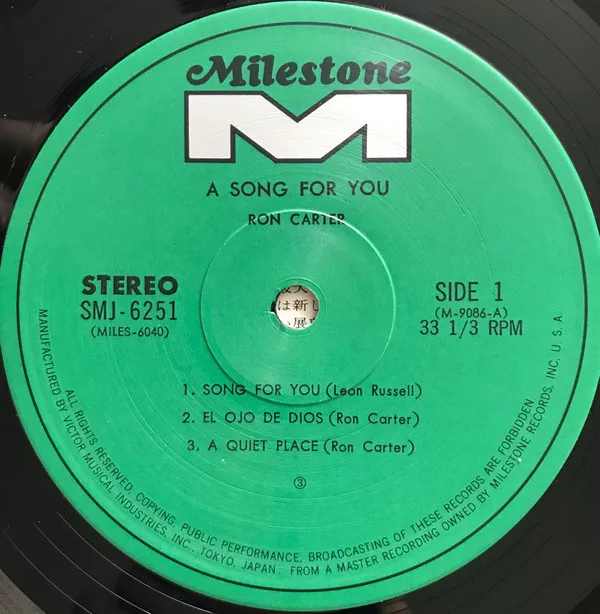 Milestone
A SONG FOR YOU
RON CARTER
STEREO
SMJ-6251
(MILES-6040)
SIDE 1
(M-9086-A)
33 1/3 RPM
は新し
1. SONG FOR YOU (Leon Russell)
2. EL OJO DE DIOS (Ron Carter)
3. A QUIET PLACE (Ron Carter)
③
ALL RIGHTS RESERVED, COPYING, PUBLIC PERFORMANCE, BROADCASTING OF THESE RECORDS ARE FORBIDDEN
MANUFACTURED BY VICTOR MUSICAL INDUSTRIES, INC., TOKYO, JAPAN. FROM A MASTER RECORDING OWNED BY MILESTONE RECORDS, INC. U.S.A.